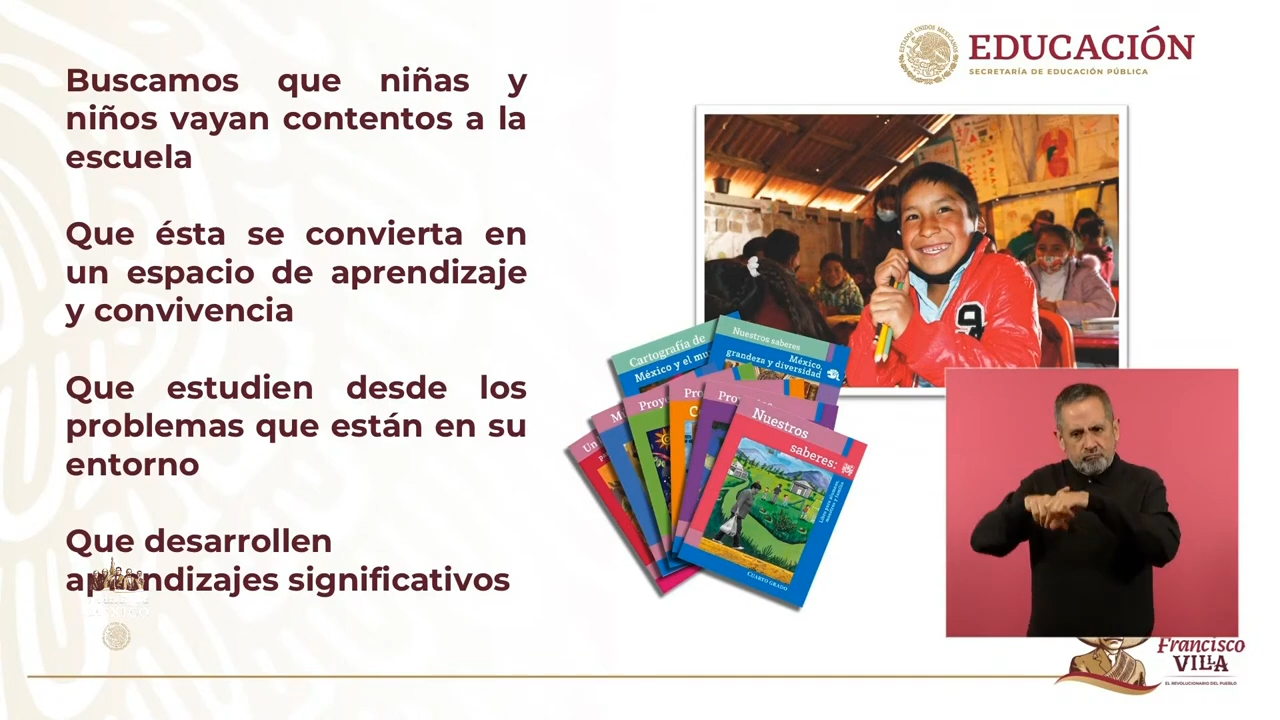 Buscamos que niñas y
niños vayan contentos a la
escuela
Que ésta se convierta en
un espacio de aprendizaje
y convivencia
Que estudien desde los
problemas que están en su
entorno
Que desarrollen
aprendizajes significativos
EDUCACIÓN
SECRETARÍA DE EDUCACIÓN PÚBLICA
Cartografía de
México y el
Nuestros saberes
México,
grandeza y diversidad
Nuestros
saberes:
CUARTO GRADO
Francisco
VILLA
EL REVOLUCIONARIO DEL PUEBLO